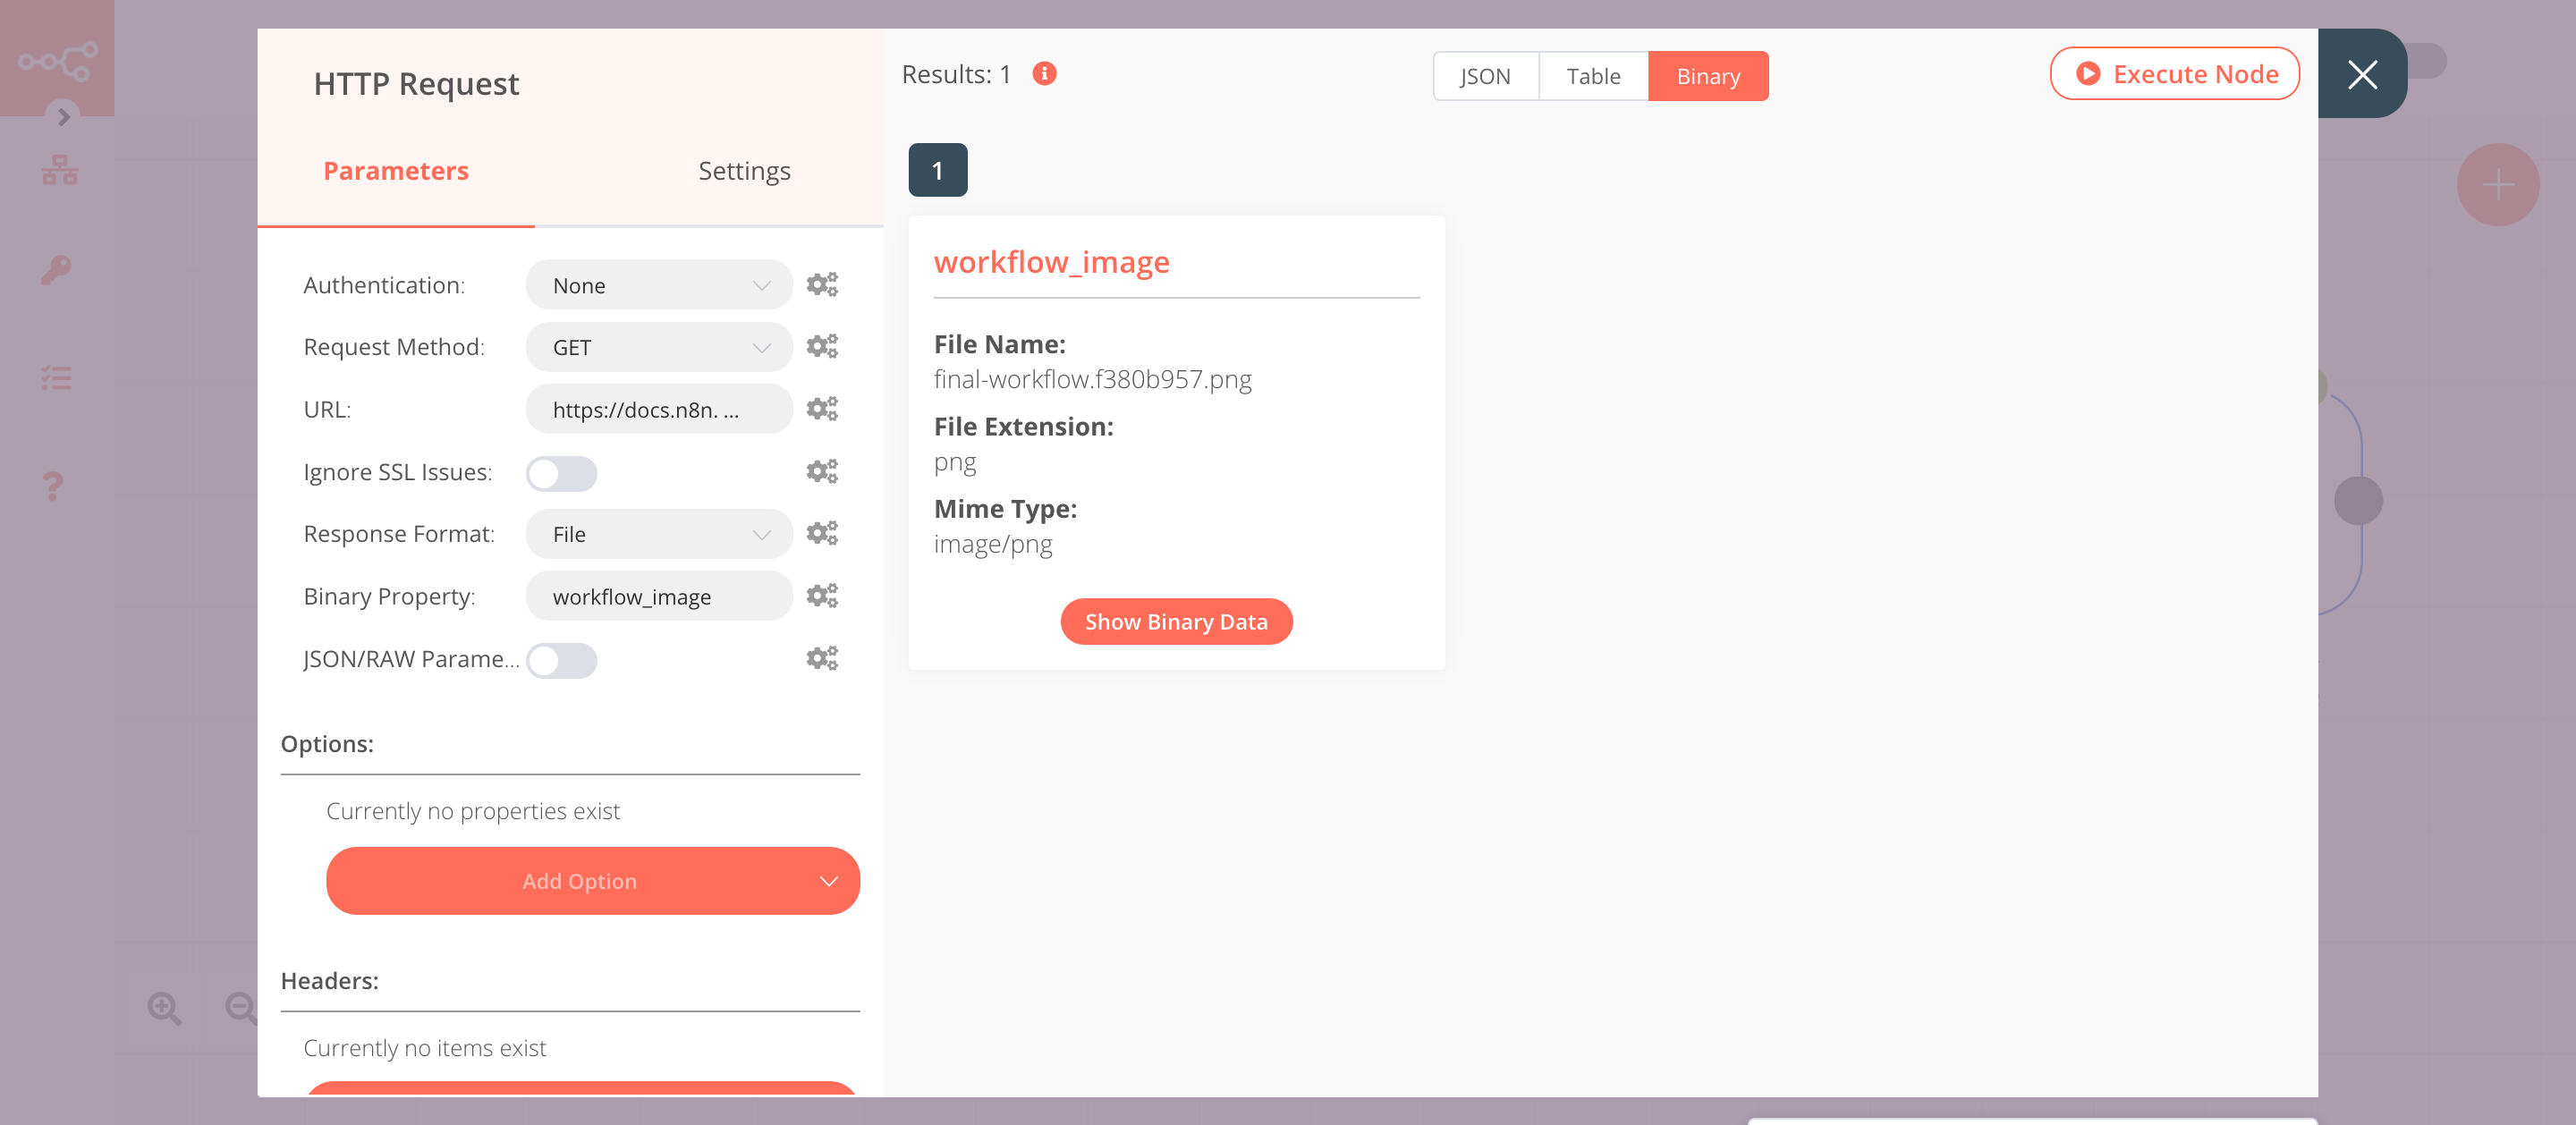 HTTP Request
Parameters
Settings
Authentication:
None
Request Method:
GET
URL:
https://docs.n8n. ...
Ignore SSL Issues:
Response Format:
File
Binary Property:
workflow_image
JSON/RAW Parame...
Options:
Currently no properties exist
Add Option
Headers:
Currently no items exist
Results: 1
JSON
Table
Binary
Execute Node
1
workflow_image
File Name:
final-workflow.f380b957.png
File Extension:
png
Mime Type:
image/png
Show Binary Data